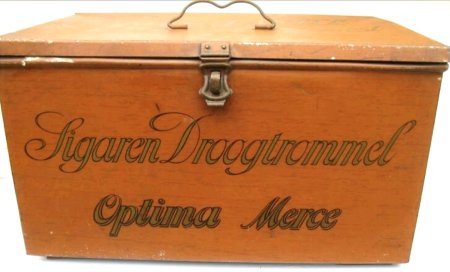 Sigaren Droogtrommel
Optima Merce